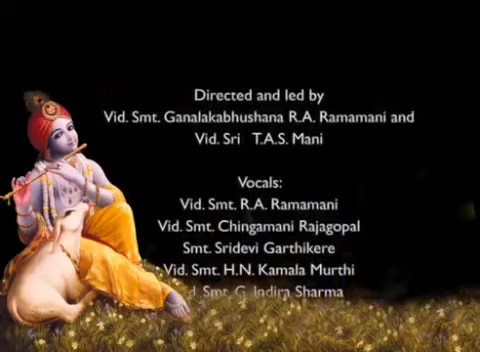 Directed and led by
Vid. Smt. Ganalakabhushana R.A. Ramamani and
Vid. Sri T.A.S. Mani
Vocals:
Vid. Smt. R.A. Ramamani
Vid. Smt. Chingamani Rajagopal
Smt. Sridevi Garthikere
Vid. Smt. H.N. Kamala Murthi
Smt. G. Indira Sharma